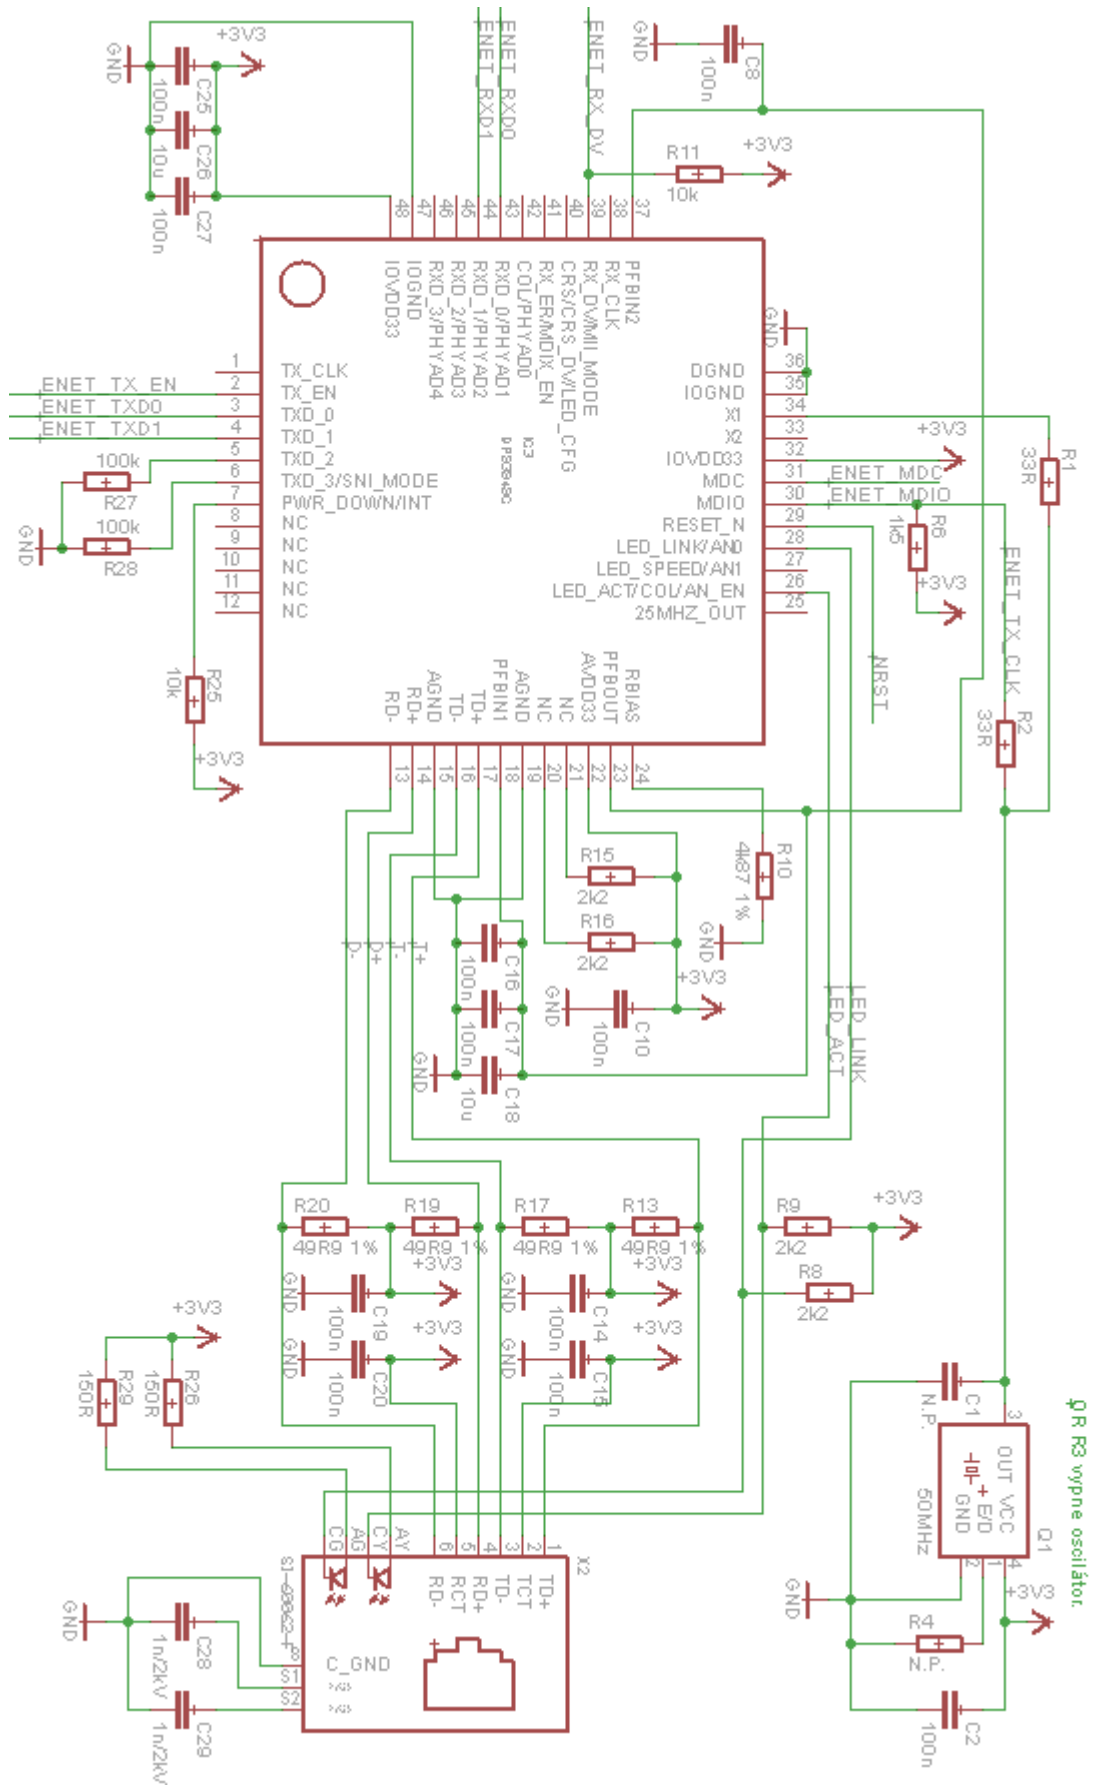 +3V3
GND
C25
100n
C26
10u
C27
100n
ENET_RXD1
ENET_RXD0
ENET_RX_DV
GND
C8
100n
R11
10k
+3V3
48
47
46
45
44
43
42
41
40
39
38
37
IOVDD33
IOGND
RXD_3/PHYAD4
RXD_2/PHYAD3
RXD_1/PHYAD2
RXD_0/PHYAD1
COL/PHYAD0
RX_ER/MDIX_EN
CRS/CRS_DV/LED_CFG
RX_DV/MII_MODE
RX_CLK
PFBIN2
GND
1 TX_CLK
2 TX_EN
3 TXD_0
4 TXD_1
5 TXD_2
6 TXD_3/SNI_MODE
7 PWR_DOWN/INT
8 NC
9 NC
10 NC
11 NC
12 NC
ENET_TX_EN
ENET_TXD0
ENET_TXD1
100k
R27
100k
R28
GND
IC3
DGND 36
IOGND 35
X1 34
X2 33
IOVDD33 32
MDC 31
MDIO 30
RESET_N 29
LED_LINK/AN0 28
LED_SPEED/AN1 27
LED_ACT/COL/AN_EN 26
25MHZ_OUT 25
+3V3
ENET_MDC
ENET_MDIO
R1
33R
R6
1k5
+3V3
ENET_TX_CLK
NRST
R2
33R
R25
10k
+3V3
RD-
RD+
AGND
TD-
TD+
PFBIN1
AGND
NC
NC
AVDD33
PFBOUT
RBIAS
13
14
15
16
17
18
19
20
21
22
23
24
R15
2k2
R16
2k2
R10
4k87 1%
GND
+3V3
D-
D+
T-
T+
C16
100n
C17
100n
C18
10u
GND
GND
C10
100n
LED_ACT
LED_LINK
R20
49R9 1%
R19
49R9 1%
R17
49R9 1%
R13
49R9 1%
R9
2k2
R8
2k2
+3V3
GND
C19
100n
+3V3
GND
C14
100n
+3V3
GND
C20
100n
+3V3
GND
C15
100n
+3V3
+3V3
R29
150R
R26
150R
C1
N.P.
3
OUT VCC
E/D
GND
50MHz
Q1
2
1
4
+3V3
GND
R4
N.P.
C2
100n
0R R3 vypne oscilátor.
CG
AG
CY
AY
6
5
4
3
2
1
RD-
RCT
RD+
TD-
TCT
TD+
X2
C_GND
S1
S2
GND
C28
1n/2kV
C29
1n/2kV